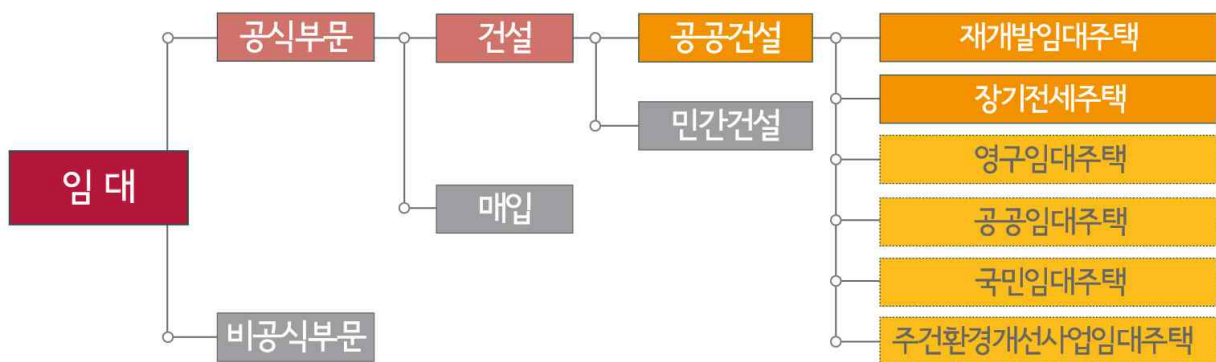 임 대
공식부문
건설
공공건설
재개발임대주택
장기전세주택
민간건설
영구임대주택
매입
공공임대주택
국민임대주택
비공식부문
주건환경개선사업임대주택